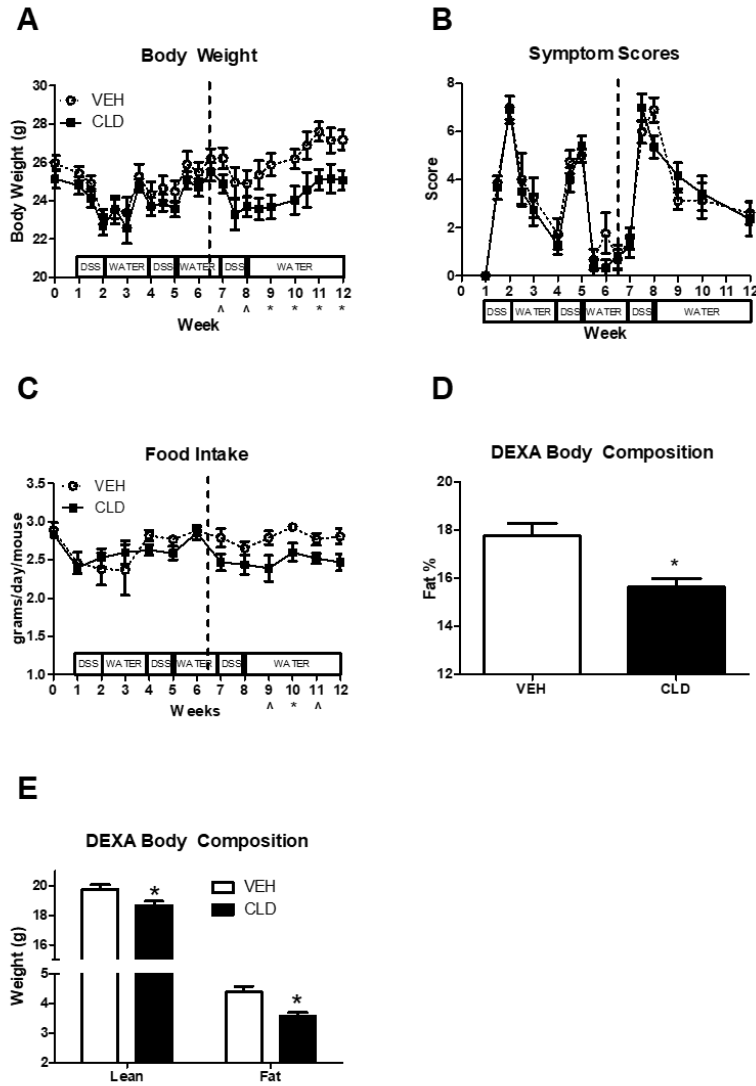 A
Body Weight
30
28
26
24
22
20
Body Weight (g)
VEH
CLD
DSS WATER DSS WATER DSS WATER
0 1 2 3 4 5 6 7 8 9 10 11 12
Week
^ ^ * * * *
B
Symptom Scores
8
6
4
2
0
Score
0 1 2 3 4 5 6 7 8 9 10 11 12
DSS WATER DSS WATER DSS WATER
Week
C
Food Intake
3.5
3.0
2.5
2.0
1.5
1.0
grams/day/mouse
VEH
CLD
DSS WATER DSS WATER DSS WATER
0 1 2 3 4 5 6 7 8 9 10 11 12
Weeks
^ * ^
D
DEXA Body Composition
18
16
14
12
20
Fat %
*
VEH CLD
E
DEXA Body Composition
20
18
16
5
4
3
2
Weight (g)
* *
VEH
CLD
Lean Fat